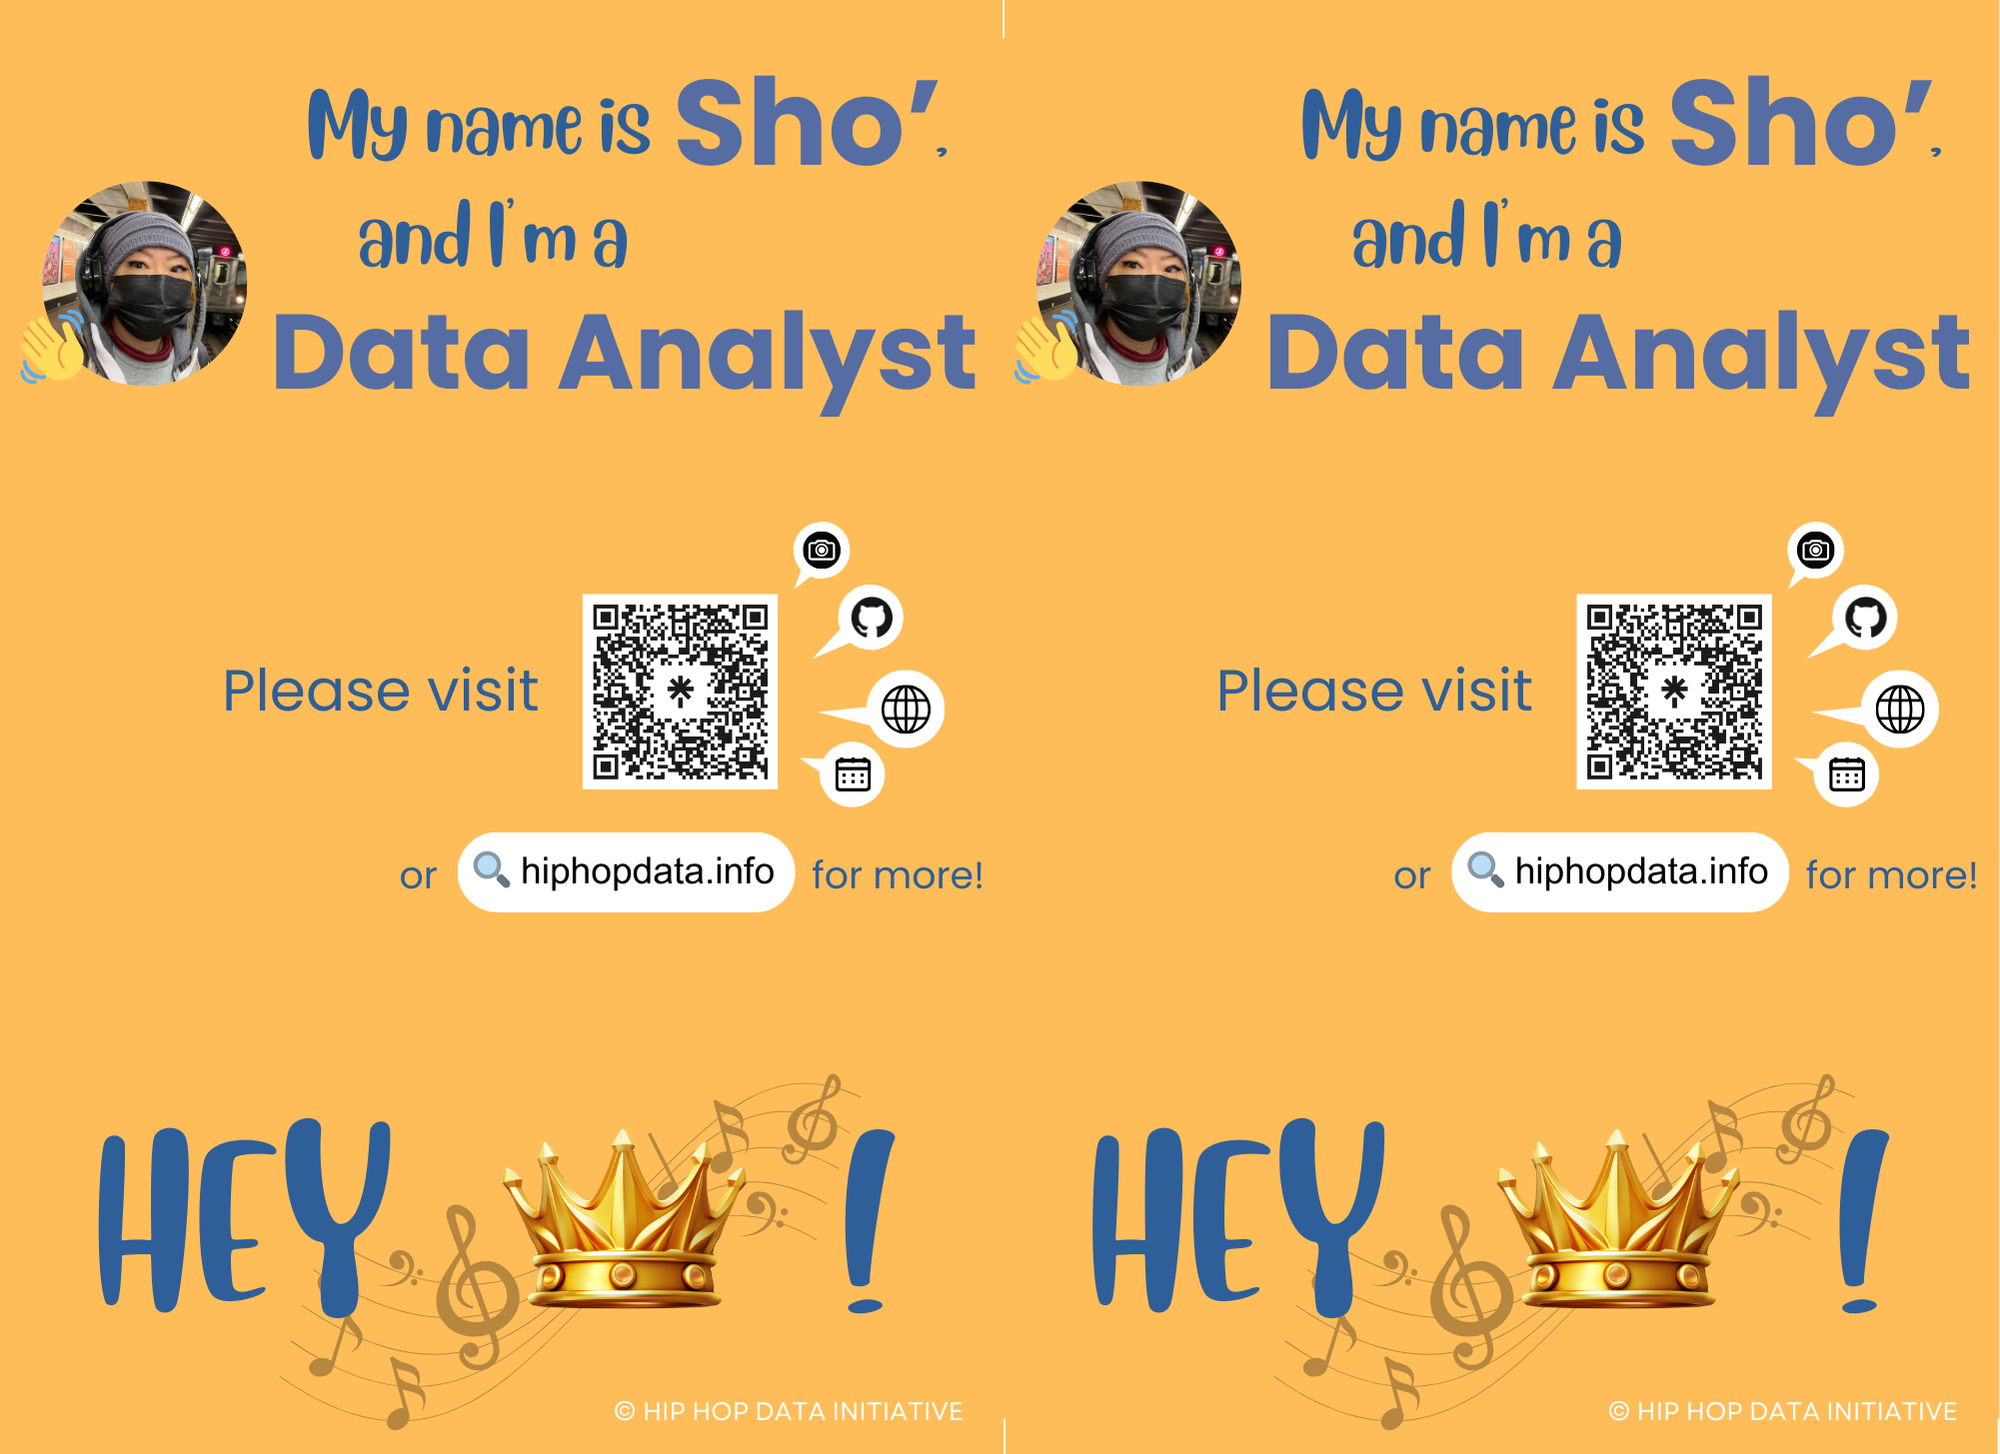 My name is Sho’,
and I’m a
Data Analyst
Please visit
or hiphopdata.info for more!
HEY !
© HIP HOP DATA INITIATIVE
My name is Sho’,
and I’m a
Data Analyst
Please visit
or hiphopdata.info for more!
HEY !
© HIP HOP DATA INITIATIVE